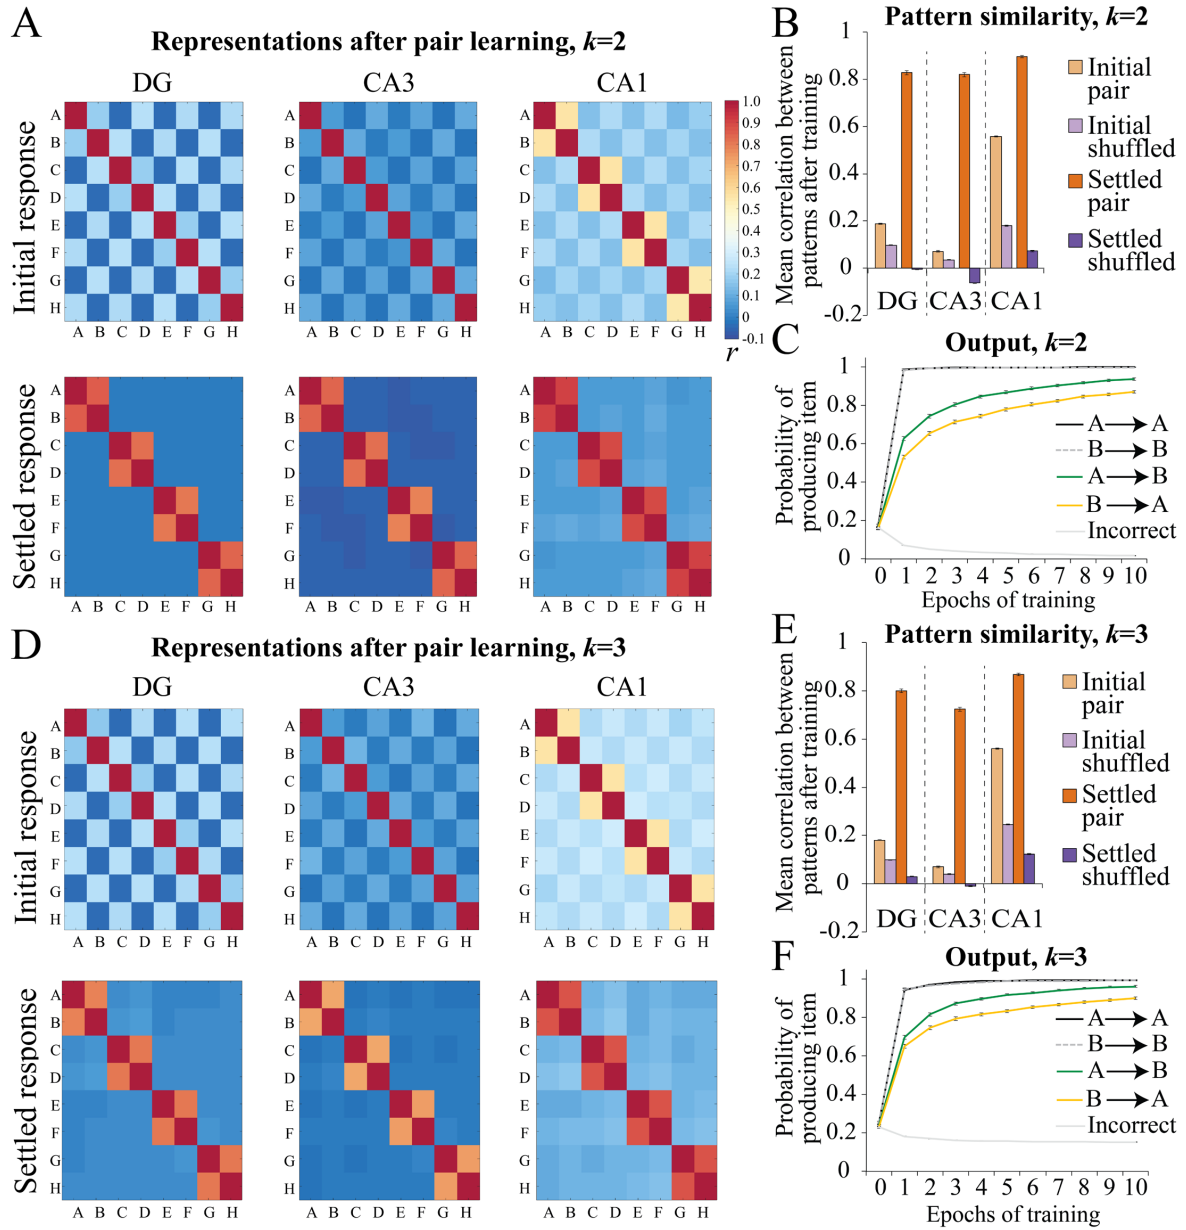 A
Representations after pair learning, k=2
DG
CA3
CA1
Initial response
A
B
C
D
E
F
G
H
A B C D E F G H
A
B
C
D
E
F
G
H
A B C D E F G H
A
B
C
D
E
F
G
H
A B C D E F G H
1.0
0.9
0.8
0.7
0.6
0.5
0.4
0.3
0.2
0.1
0
-0.1
r
Settled response
A
B
C
D
E
F
G
H
A B C D E F G H
A
B
C
D
E
F
G
H
A B C D E F G H
A
B
C
D
E
F
G
H
A B C D E F G H
B
Pattern similarity, k=2
Mean correlation between
patterns after training
1
0.8
0.6
0.4
0.2
0
-0.2
DG
CA3
CA1
Initial
pair
Initial
shuffled
Settled
pair
Settled
shuffled
C
Output, k=2
Probability of
producing item
1
0.8
0.6
0.4
0.2
0
0 1 2 3 4 5 6 7 8 9 10
Epochs of training
A B
A A
B B
A B
B A
Incorrect
D
Representations after pair learning, k=3
DG
CA3
CA1
Initial response
A
B
C
D
E
F
G
H
A B C D E F G H
A
B
C
D
E
F
G
H
A B C D E F G H
A
B
C
D
E
F
G
H
A B C D E F G H
Settled response
A
B
C
D
E
F
G
H
A B C D E F G H
A
B
C
D
E
F
G
H
A B C D E F G H
A
B
C
D
E
F
G
H
A B C D E F G H
E
Pattern similarity, k=3
Mean correlation between
patterns after training
1
0.8
0.6
0.4
0.2
0
-0.2
DG
CA3
CA1
Initial
pair
Initial
shuffled
Settled
pair
Settled
shuffled
F
Output, k=3
Probability of
producing item
1
0.8
0.6
0.4
0.2
0
0 1 2 3 4 5 6 7 8 9 10
Epochs of training
A A
B B
A B
B A
Incorrect